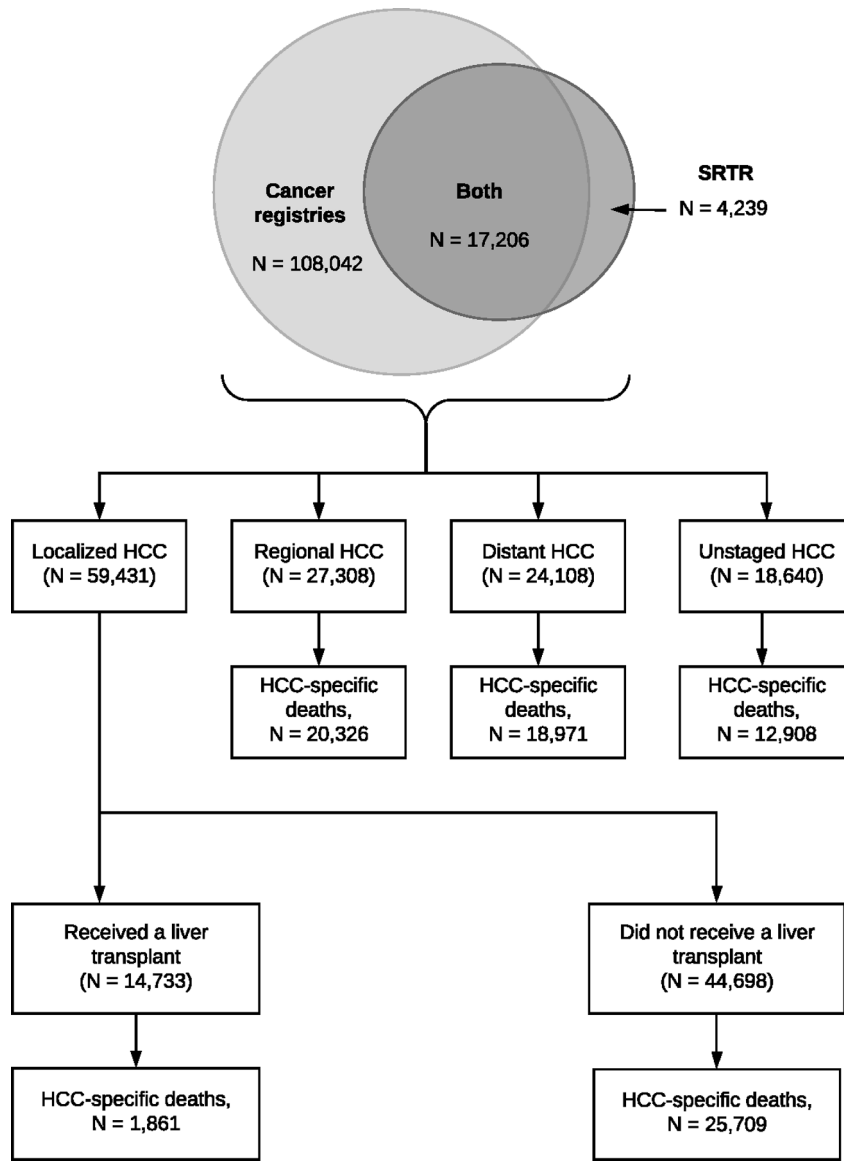 Cancer
registries
N = 108,042
Both
N = 17,206
SRTR
N = 4,239
Localized HCC
(N = 59,431)
Regional HCC
(N = 27,308)
Distant HCC
(N = 24,108)
Unstaged HCC
(N = 18,640)
HCC-specific
deaths,
N = 20,326
HCC-specific
deaths,
N = 18,971
HCC-specific
deaths,
N = 12,908
Received a liver
transplant
(N = 14,733)
Did not receive a liver
transplant
(N = 44,698)
HCC-specific deaths,
N = 1,861
HCC-specific deaths,
N = 25,709